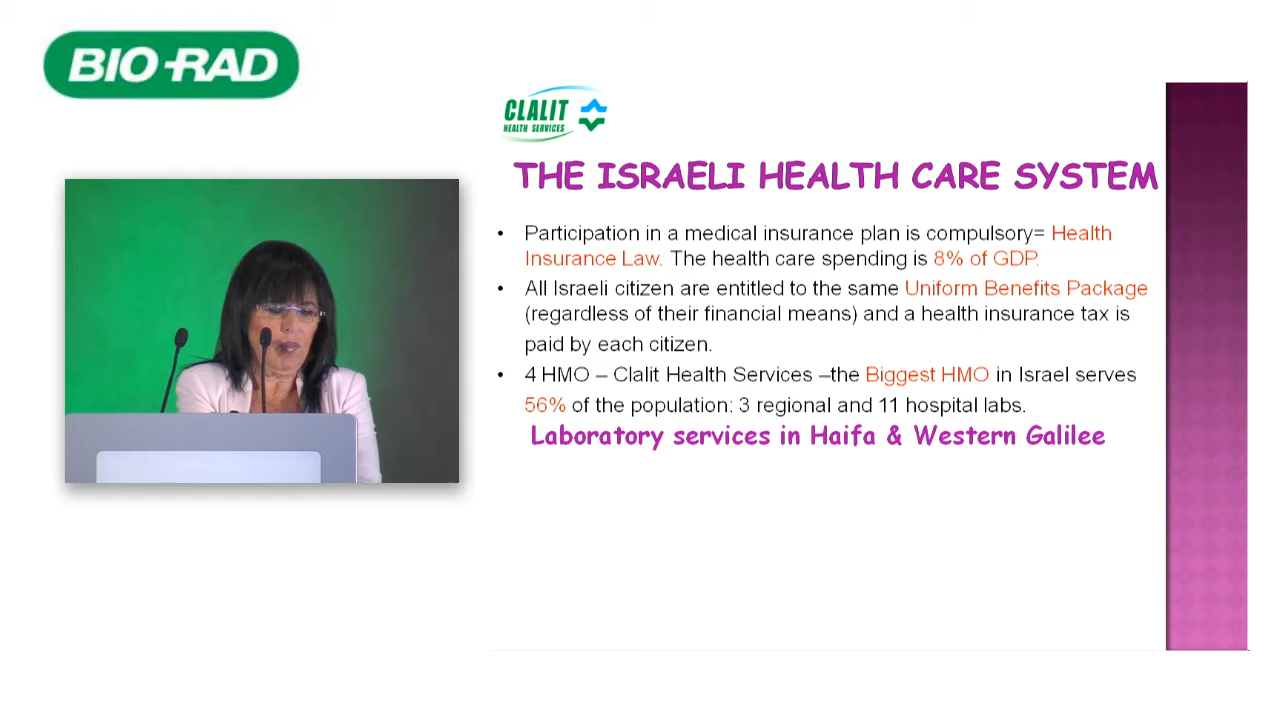 BIO-RAD
CLALIT
HEALTH SERVICES
THE ISRAELI HEALTH CARE SYSTEM
• Participation in a medical insurance plan is compulsory= Health
Insurance Law. The health care spending is 8% of GDP.
• All Israeli citizen are entitled to the same Uniform Benefits Package
(regardless of their financial means) and a health insurance tax is
paid by each citizen.
• 4 HMO – Clalit Health Services –the Biggest HMO in Israel serves
56% of the population: 3 regional and 11 hospital labs.
Laboratory services in Haifa & Western Galilee